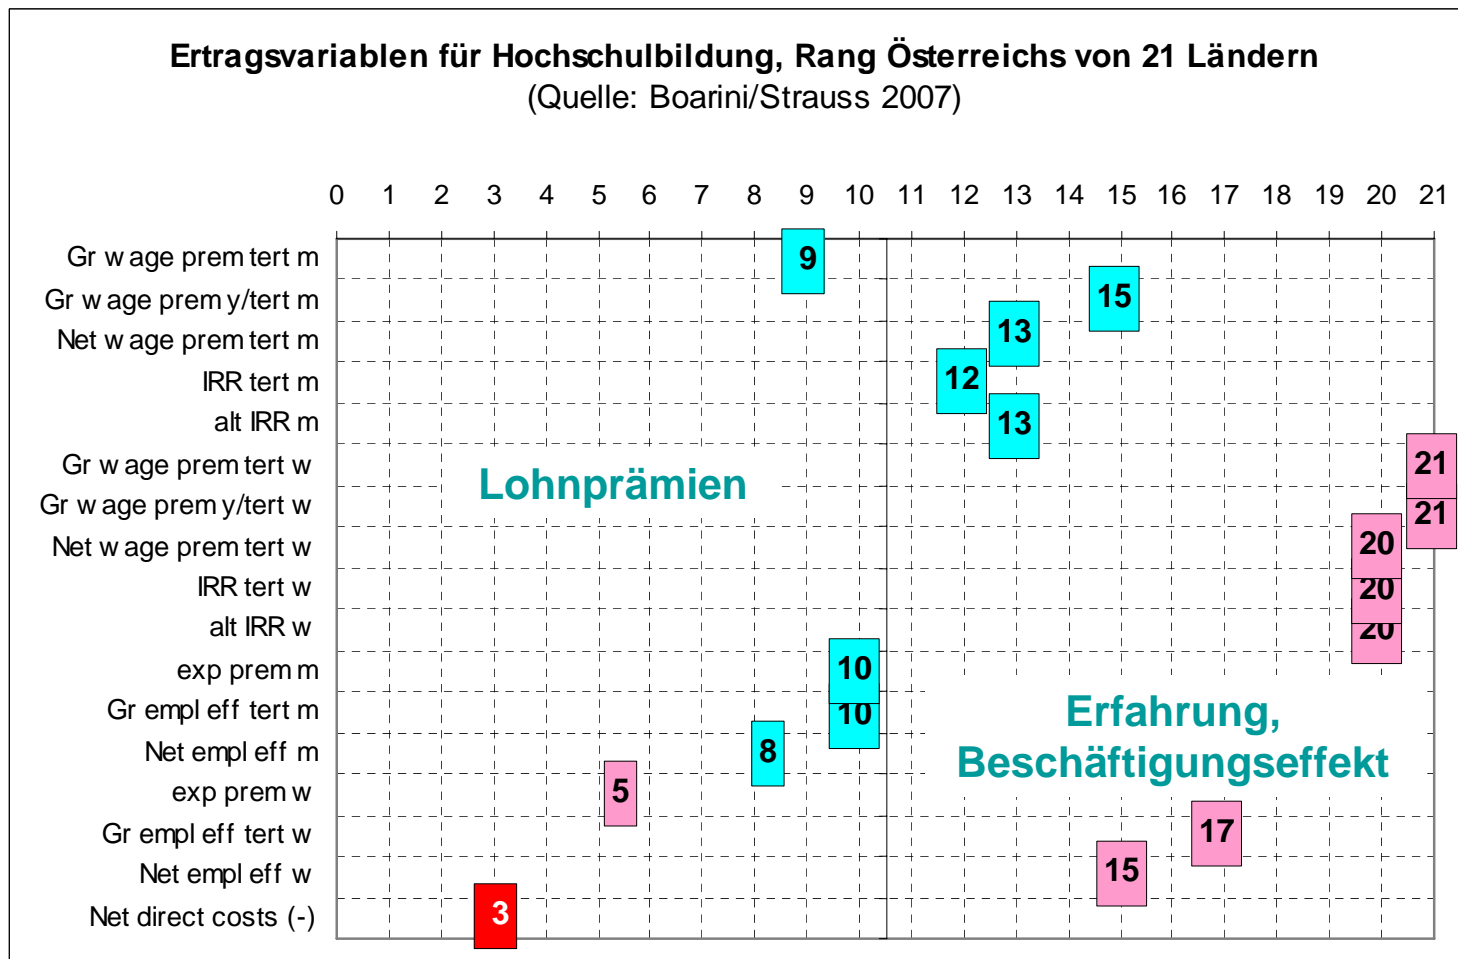 Ertragsvariablen für Hochschulbildung, Rang Österreichs von 21 Ländern
(Quelle: Boarini/Strauss 2007)
0 1 2 3 4 5 6 7 8 9 10 11 12 13 14 15 16 17 18 19 20 21
Gr wage prem tert m 9
Gr wage prem y/tert m 15
Net wage prem tert m 13
IRR tert m 12
alt IRR m 13
Gr wage prem tert w 21
Lohnprämien
Gr wage prem y/tert w 21
Net wage prem tert w 20
IRR tert w 20
alt IRR w 20
exp prem m 10
Gr empl eff tert m 10
Erfahrung,
Net empl eff m 8
Beschäftigungseffekt
exp prem w 5
Gr empl eff tert w 17
Net empl eff w 15
Net direct costs (-) 3